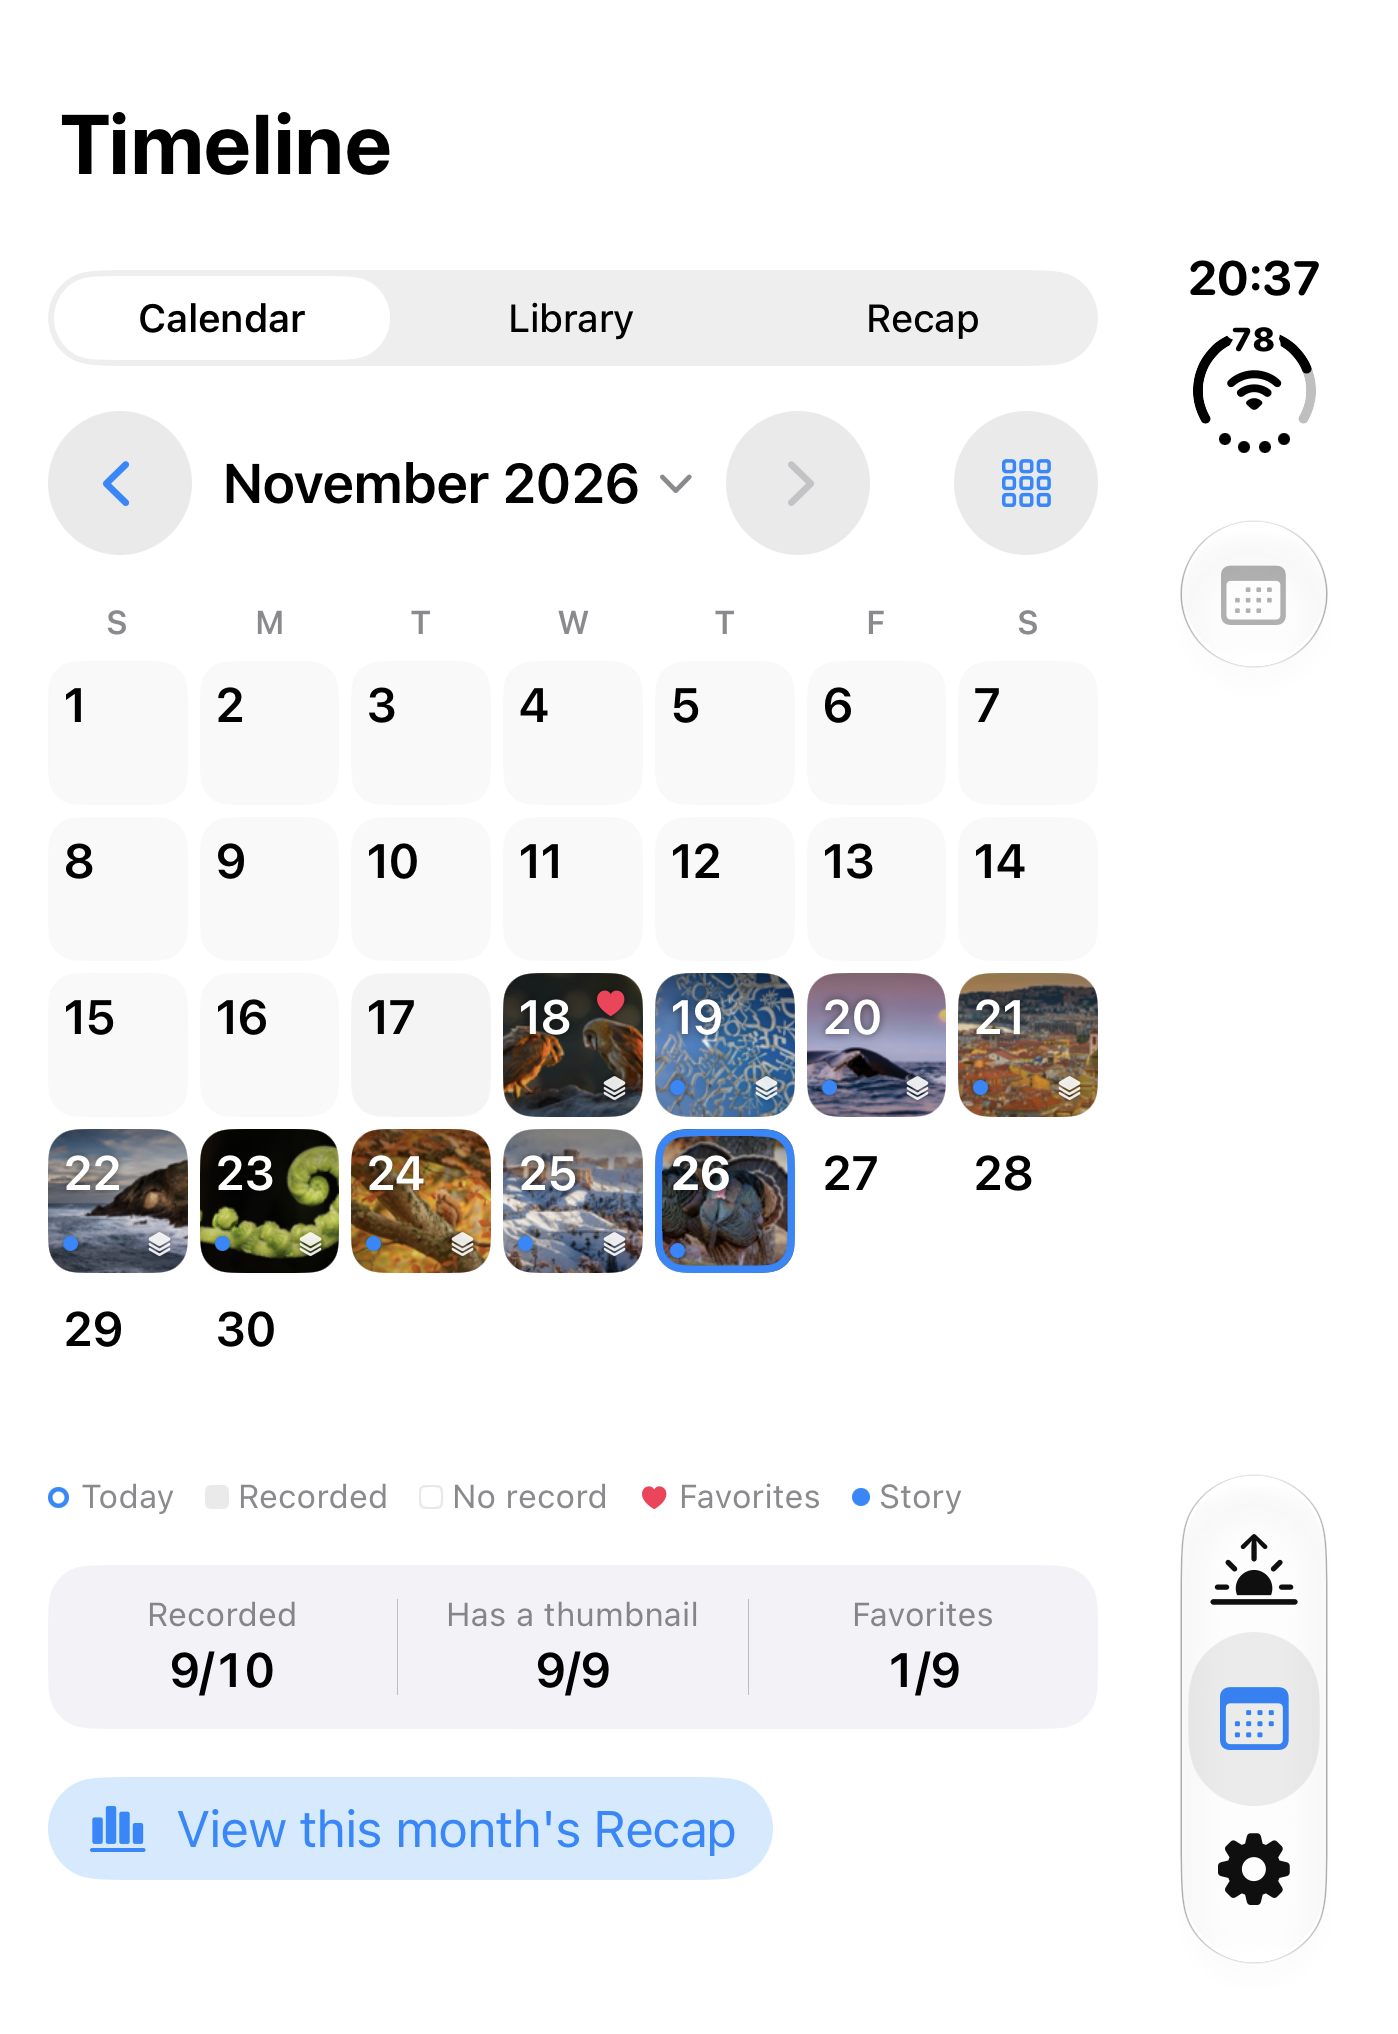 Timeline
20:37
78
Calendar Library Recap
November 2026
S M T W T F S
1 2 3 4 5 6 7
8 9 10 11 12 13 14
15 16 17 18 19 20 21
22 23 24 25 26 27 28
29 30
Today Recorded No record Favorites Story
Recorded Has a thumbnail Favorites
9/10 9/9 1/9
View this month's Recap